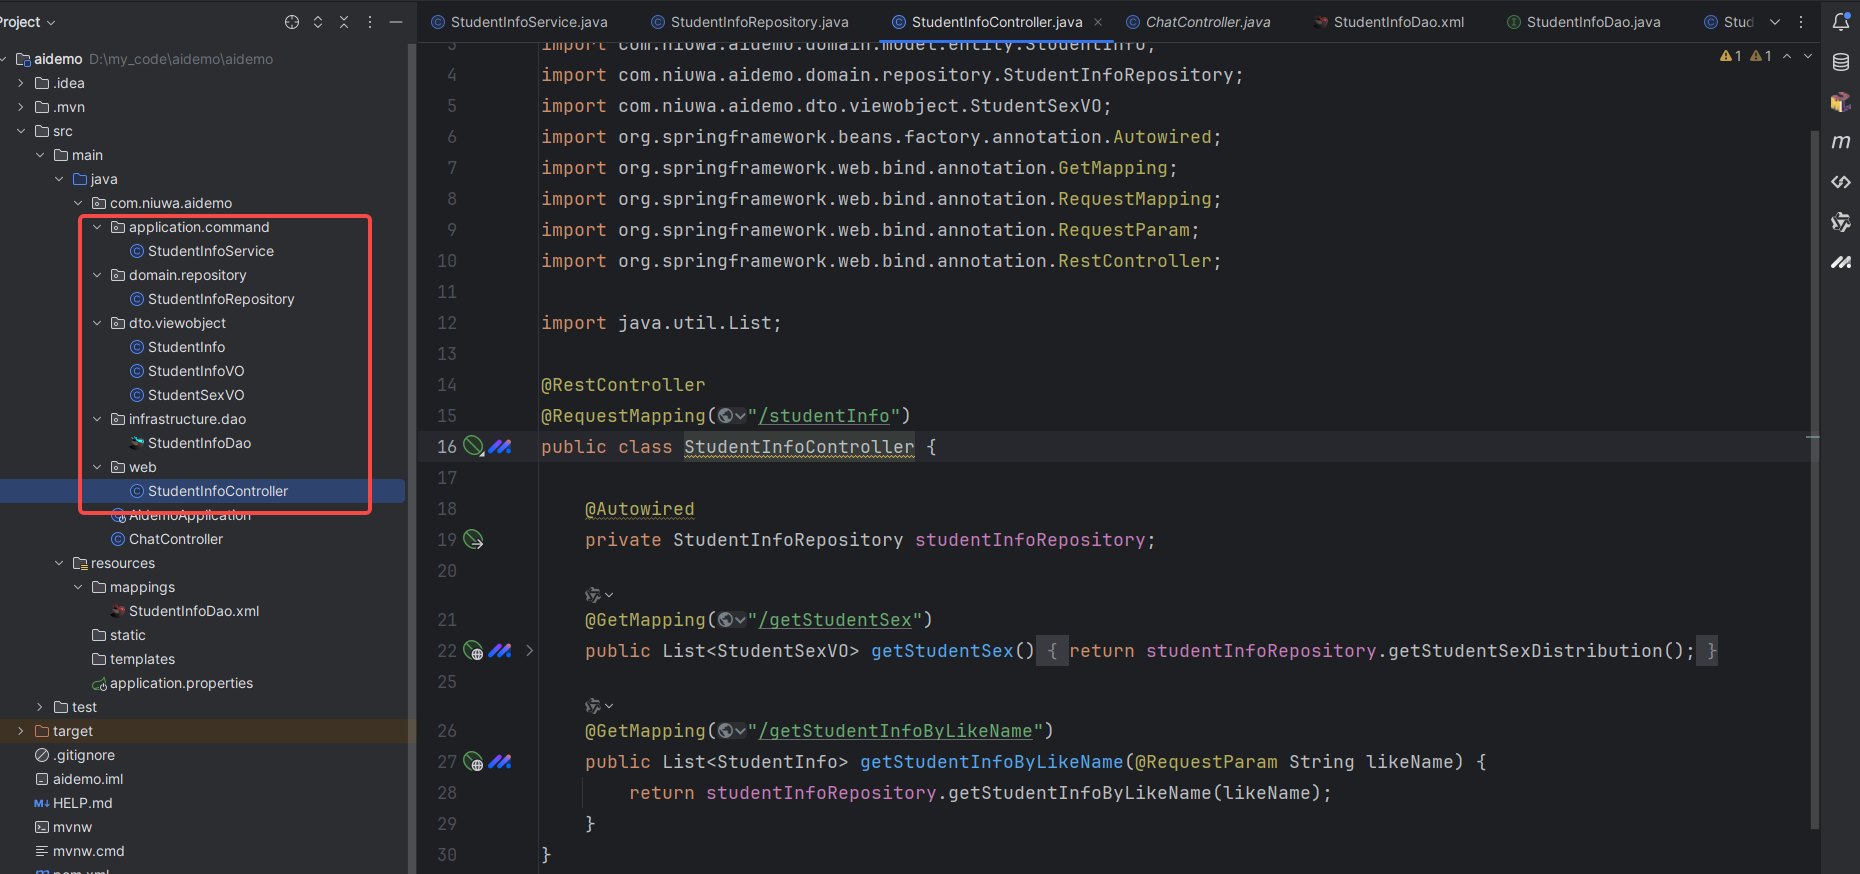 Project
StudentInfoService.java
StudentInfoRepository.java
StudentInfoController.java
ChatController.java
StudentInfoDao.xml
StudentInfoDao.java
Stud
aidemo D:\my_code\aidemo\aidemo
.idea
.mvn
src
main
java
com.niuwa.aidemo
application.command
StudentInfoService
domain.repository
StudentInfoRepository
dto.viewobject
StudentInfo
StudentInfoVO
StudentSexVO
infrastructure.dao
StudentInfoDao
web
StudentInfoController
AidemoApplication
ChatController
resources
mappings
StudentInfoDao.xml
static
templates
application.properties
test
target
.gitignore
aidemo.iml
M↓ HELP.md
mvnw
mvnw.cmd
pom.xml
1 1
3 import com.niuwa.aidemo.domain.model.entity.StudentInfo;
4 import com.niuwa.aidemo.domain.repository.StudentInfoRepository;
5 import com.niuwa.aidemo.dto.viewobject.StudentSexVO;
6 import org.springframework.beans.factory.annotation.Autowired;
7 import org.springframework.web.bind.annotation.GetMapping;
8 import org.springframework.web.bind.annotation.RequestMapping;
9 import org.springframework.web.bind.annotation.RequestParam;
10 import org.springframework.web.bind.annotation.RestController;
11
12 import java.util.List;
13
14 @RestController
15 @RequestMapping("/studentInfo")
16 public class StudentInfoController {
17
18 @Autowired
19 private StudentInfoRepository studentInfoRepository;
20
21 @GetMapping("/getStudentSex")
22 public List<StudentSexVO> getStudentSex() { return studentInfoRepository.getStudentSexDistribution(); }
25
26 @GetMapping("/getStudentInfoByLikeName")
27 public List<StudentInfo> getStudentInfoByLikeName(@RequestParam String likeName) {
28 return studentInfoRepository.getStudentInfoByLikeName(likeName);
29 }
30 }
m